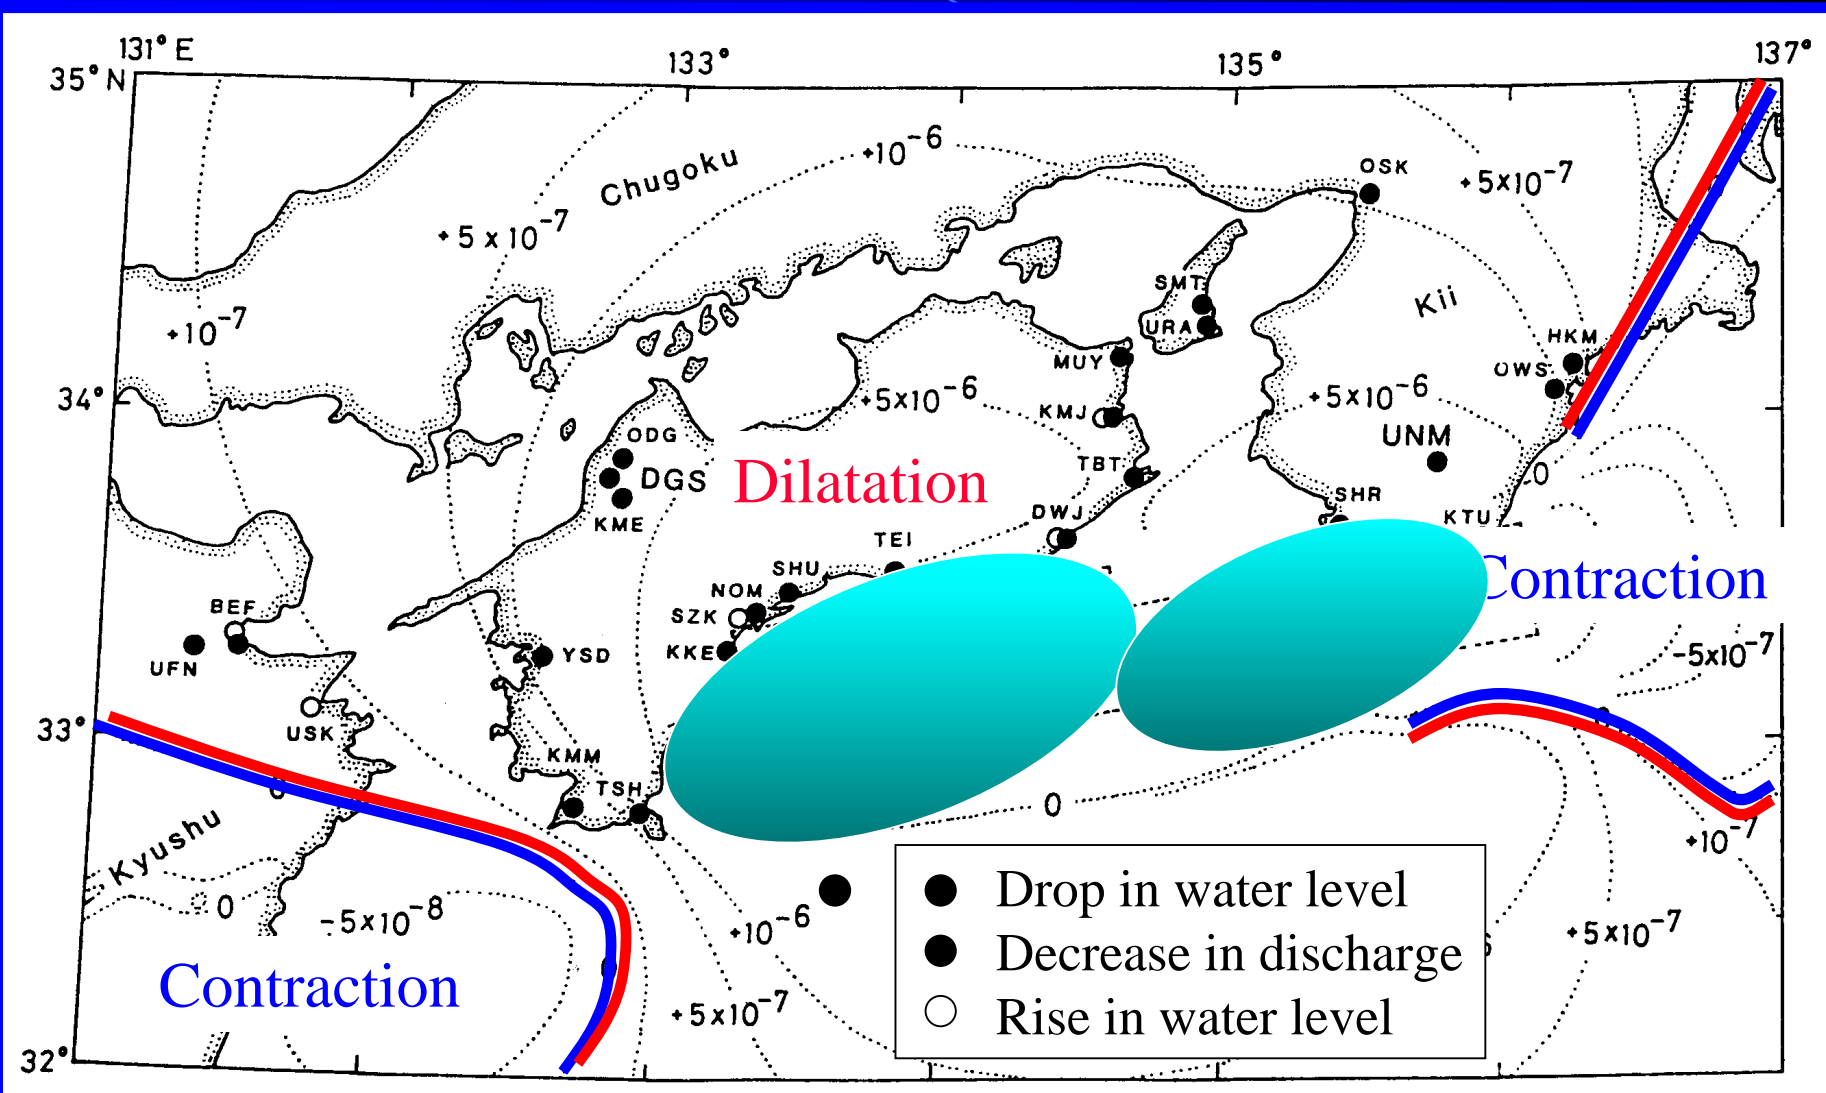 131° E
133°
135°
137°
35° N
+10⁻⁶
OSK
Chugoku
+5x10⁻⁷
+5x10⁻⁷
SMT
Kii
+10⁻⁷
URA
HKM
MUY
OWS
34°
+5x10⁻⁶
+5x10⁻⁶
KMJ
ODG
UNM
TBT
0
DGS
Dilatation
SHR
KME
DWJ
KTU
TEI
SHU
Contraction
NOM
BEF
SZK
KKE
YSD
-5x10⁻⁷
UFN
0
33°
USK
KMM
TSH
0
0
Kyushu
+10⁻⁷
Drop in water level
0
-5x10⁻⁸
+10⁻⁶
+5x10⁻⁷
Decrease in discharge
0
Contraction
+5x10⁻⁷
Rise in water level
32°